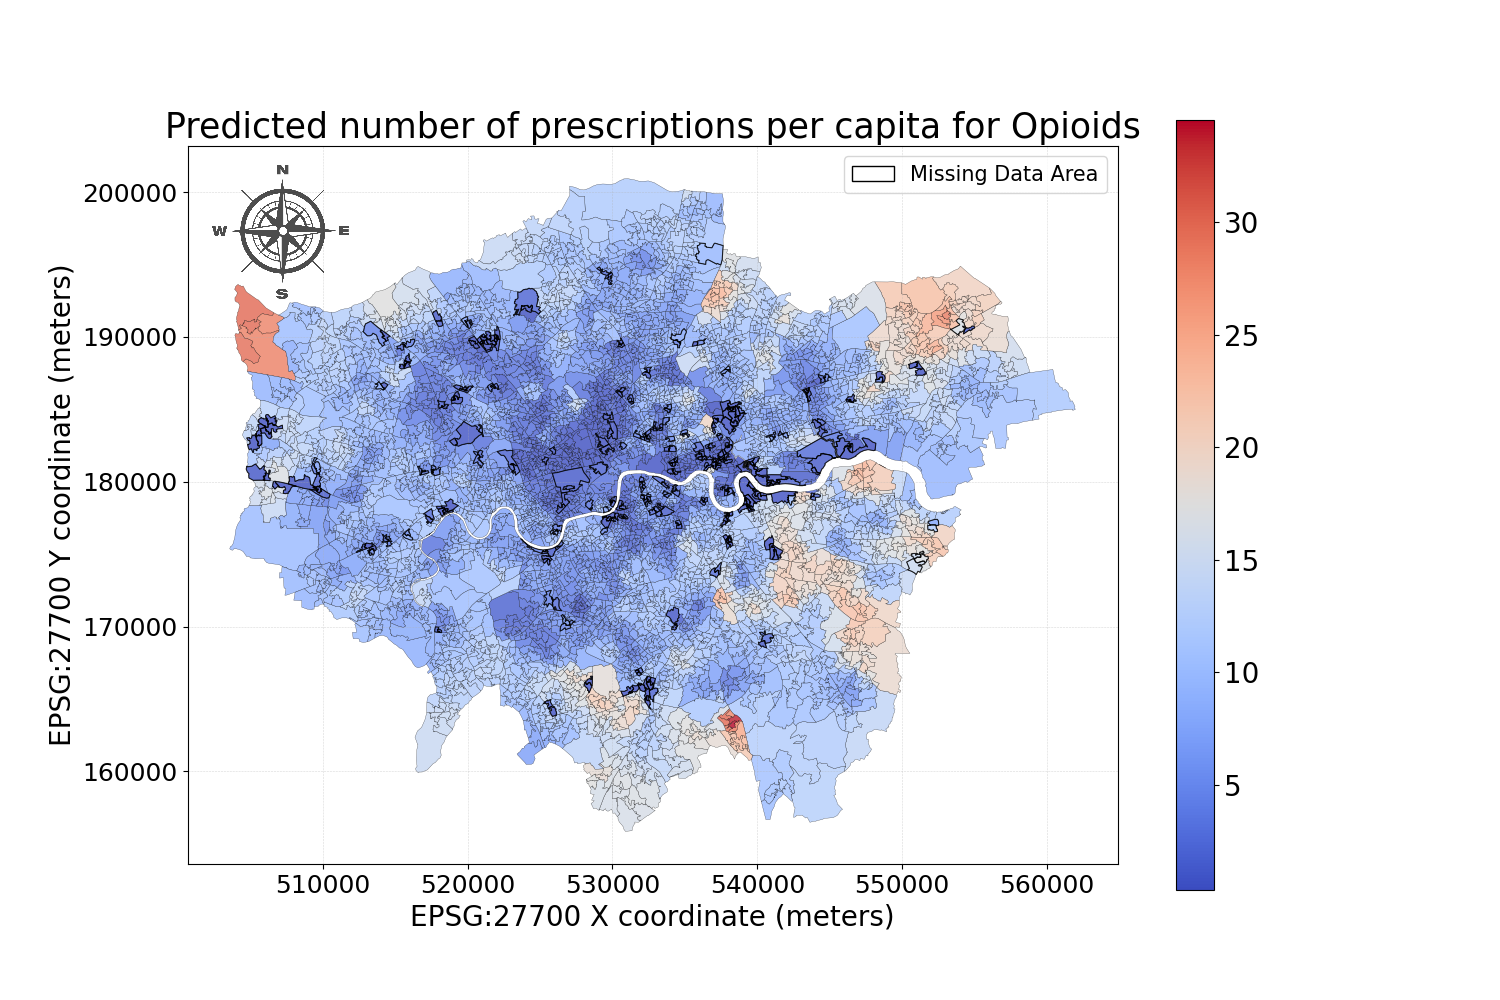 Predicted number of prescriptions per capita for Opioids
Missing Data Area
N
W E
S
200000
190000
180000
170000
160000
EPSG:27700 Y coordinate (meters)
510000 520000 530000 540000 550000 560000
EPSG:27700 X coordinate (meters)
30
25
20
15
10
5